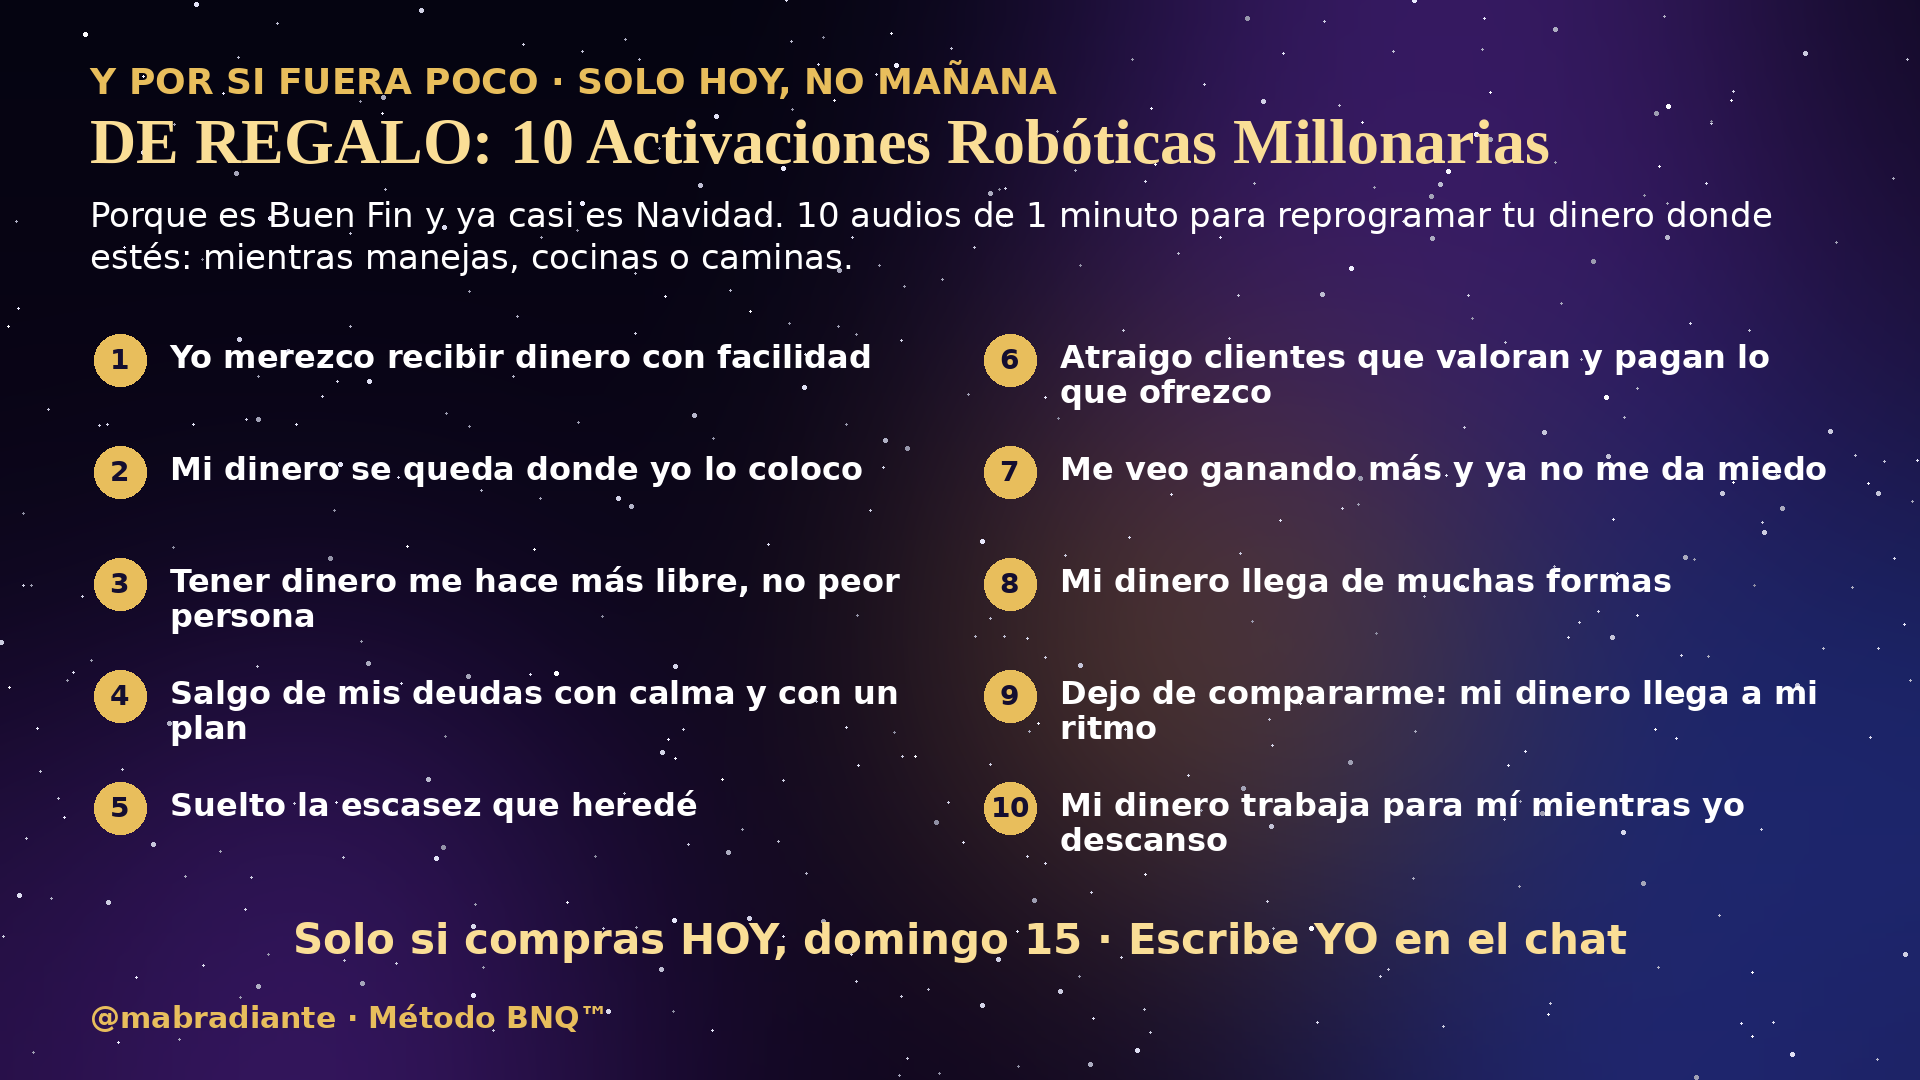 Y POR SI FUERA POCO · SOLO HOY, NO MAÑANA
DE REGALO: 10 Activaciones Robóticas Millonarias
Porque es Buen Fin y ya casi es Navidad. 10 audios de 1 minuto para reprogramar tu dinero donde
estés: mientras manejas, cocinas o caminas.
1 Yo merezco recibir dinero con facilidad
2 Mi dinero se queda donde yo lo coloco
3 Tener dinero me hace más libre, no peor
persona
4 Salgo de mis deudas con calma y con un
plan
5 Suelto la escasez que heredé
6 Atraigo clientes que valoran y pagan lo
que ofrezco
7 Me veo ganando más y ya no me da miedo
8 Mi dinero llega de muchas formas
9 Dejo de compararme: mi dinero llega a mi
ritmo
10 Mi dinero trabaja para mí mientras yo
descanso
Solo si compras HOY, domingo 15 · Escribe YO en el chat
@mabradiante · Método BNQ™